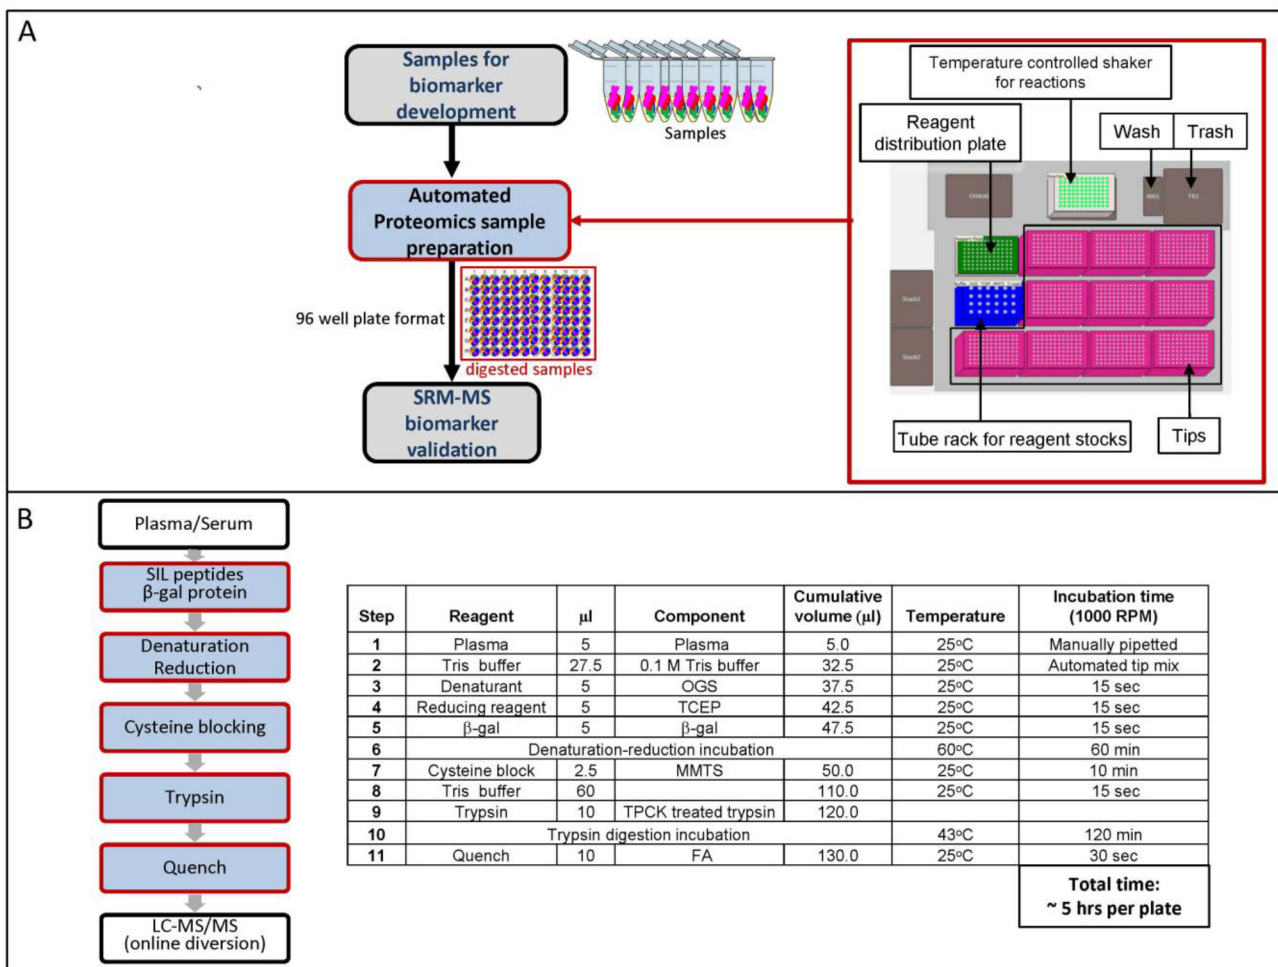 A
Samples for
biomarker
development
Samples
Automated
Proteomics sample
preparation
96 well plate format
digested samples
SRM-MS
biomarker
validation
Temperature controlled shaker
for reactions
Reagent
distribution plate
Wash
Trash
Stack1
Stack2
TR1
Tube rack for reagent stocks
Tips
B
Plasma/Serum
SIL peptides
β-gal protein
Denaturation
Reduction
Cysteine blocking
Trypsin
Quench
LC-MS/MS
(online diversion)
Step Reagent µl Component Cumulative volume (µl) Temperature Incubation time (1000 RPM)
1 Plasma 5 Plasma 5.0 25°C Manually pipetted
2 Tris buffer 27.5 0.1 M Tris buffer 32.5 25°C Automated tip mix
3 Denaturant 5 OGS 37.5 25°C 15 sec
4 Reducing reagent 5 TCEP 42.5 25°C 15 sec
5 β-gal 5 β-gal 47.5 25°C 15 sec
6 Denaturation-reduction incubation 60°C 60 min
7 Cysteine block 2.5 MMTS 50.0 25°C 10 min
8 Tris buffer 60 110.0 25°C 15 sec
9 Trypsin 10 TPCK treated trypsin 120.0
10 Trypsin digestion incubation 43°C 120 min
11 Quench 10 FA 130.0 25°C 30 sec
Total time:
~ 5 hrs per plate